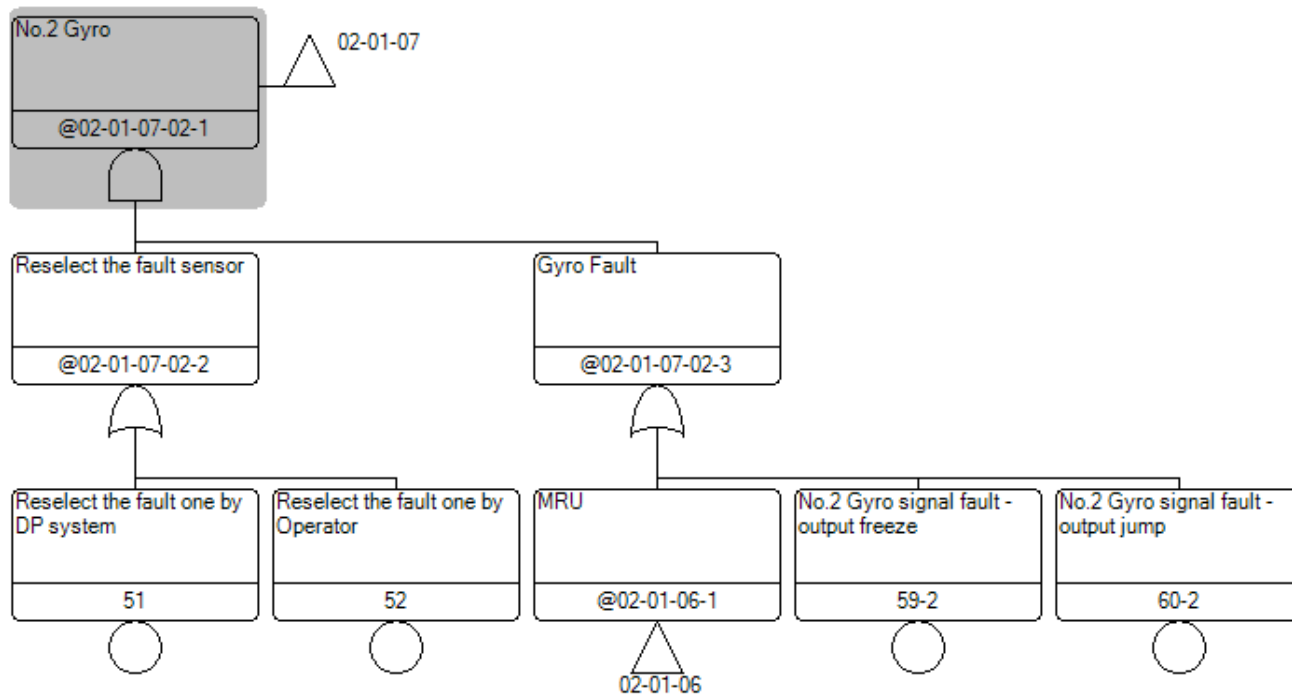 No.2 Gyro
02-01-07
@02-01-07-02-1
Reselect the fault sensor
@02-01-07-02-2
Gyro Fault
@02-01-07-02-3
Reselect the fault one by
DP system
51
Reselect the fault one by
Operator
52
MRU
@02-01-06-1
02-01-06
No.2 Gyro signal fault -
output freeze
59-2
No.2 Gyro signal fault -
output jump
60-2